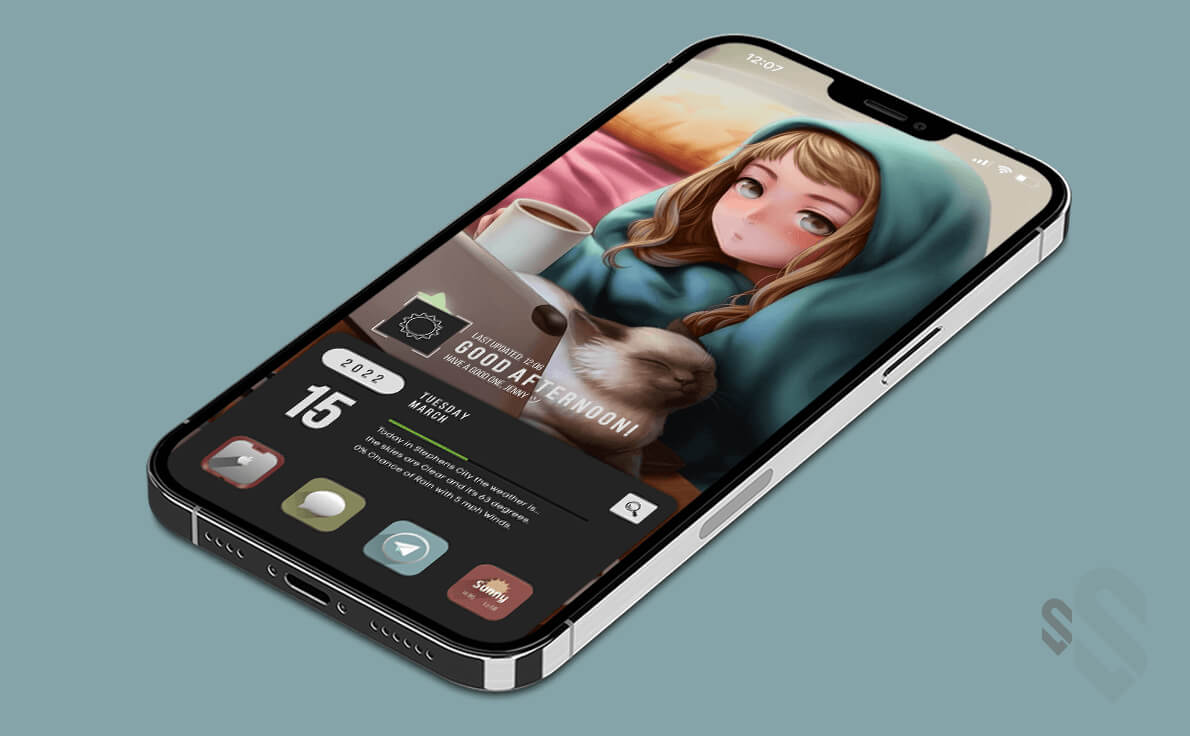 12:07
LAST UPDATED: 12:06
GOOD AFTERNOON!
HAVE A GOOD ONE, JENNY
2022
15
TUESDAY
MARCH
Today in Stephens City the weather is...
the skies are Clear and its 63 degrees.
0% Chance of Rain with 5 mph winds.
Sunny